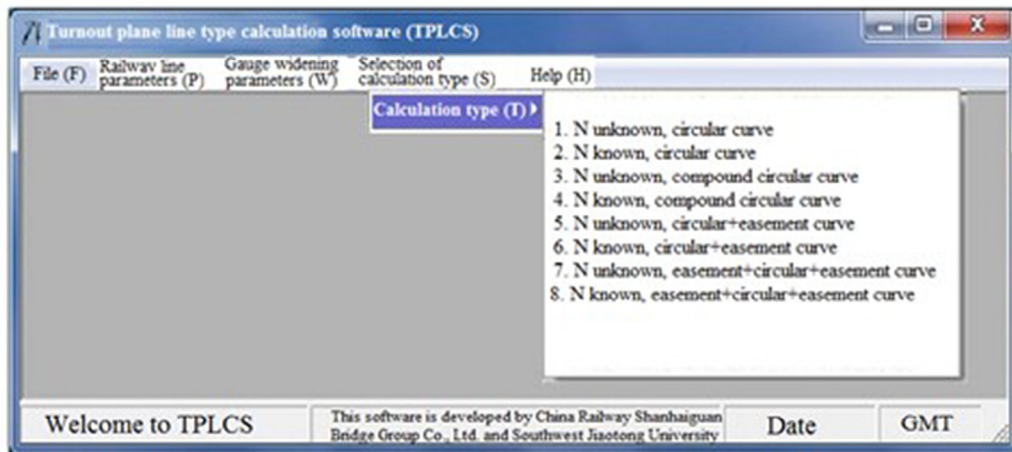 Turnout plane line type calculation software (TPLCS)
File (F)
Railway line
parameters (P)
Gauge widening
parameters (W)
Selection of
calculation type (S)
Help (H)
Calculation type (T)
1. N unknown, circular curve
2. N known, circular curve
3. N unknown, compound circular curve
4. N known, compound circular curve
5. N unknown, circular+easement curve
6. N known, circular+easement curve
7. N unknown, easement+circular+easement curve
8. N known, easement+circular+easement curve
Welcome to TPLCS
This software is developed by China Railway Shanhaiguan
Bridge Group Co., Ltd. and Southwest Jiaotong University
Date
GMT